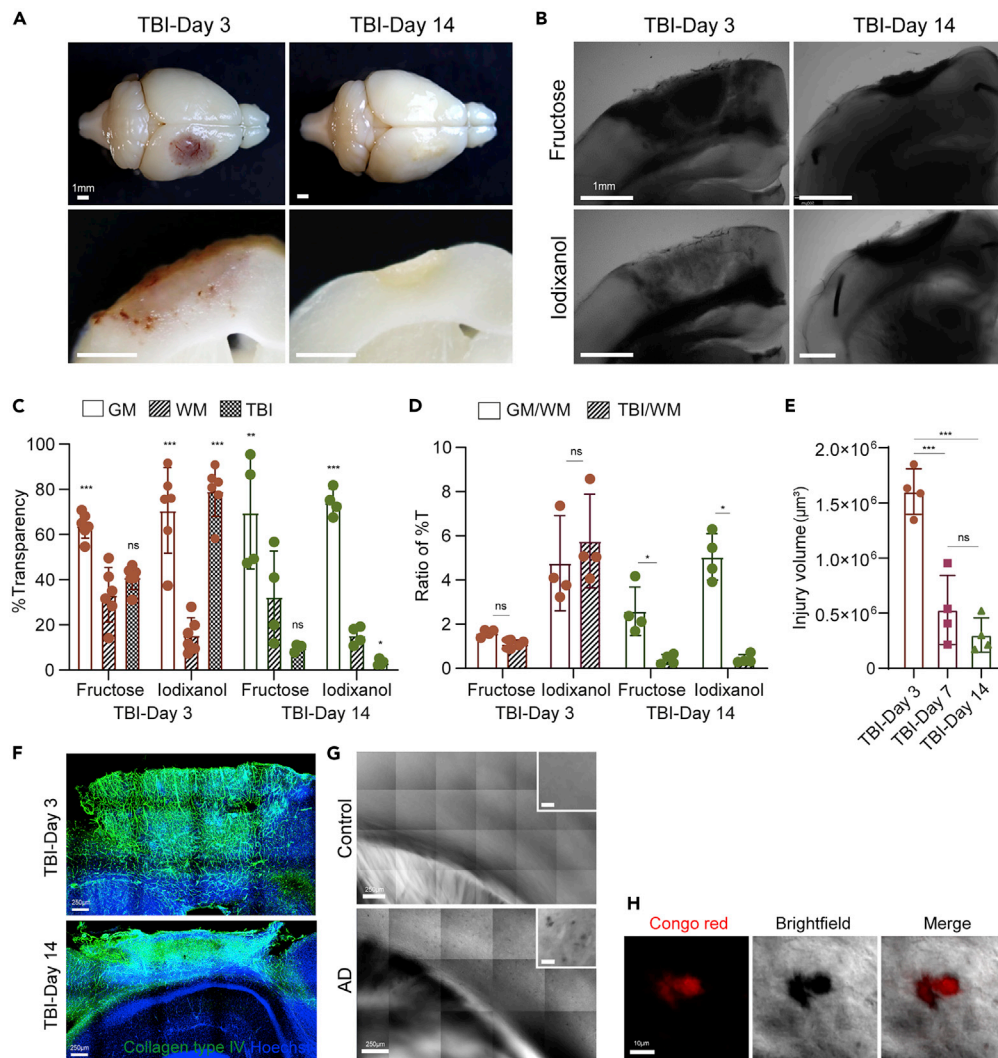 A
TBI-Day 3
TBI-Day 14
1mm
B
TBI-Day 3
TBI-Day 14
Fructose
1mm
Iodixanol
C
GM
WM
TBI
%Transparency
100
80
60
40
20
0
***
ns
***
***
**
ns
***
*
Fructose
Iodixanol
Fructose
Iodixanol
TBI-Day 3
TBI-Day 14
D
GM/WM
TBI/WM
Ratio of %T
10
8
6
4
2
0
ns
ns
*
*
Fructose
Iodixanol
Fructose
Iodixanol
TBI-Day 3
TBI-Day 14
E
Injury volume (µm³)
2.0×10⁶
1.5×10⁶
1.0×10⁶
0.5×10⁶
0
***
***
ns
TBI-Day 3
TBI-Day 7
TBI-Day 14
F
TBI-Day 3
250µm
TBI-Day 14
250µm
Collagen type IV Hoechst
G
Control
250µm
AD
250µm
H
Congo red
Brightfield
Merge
10µm